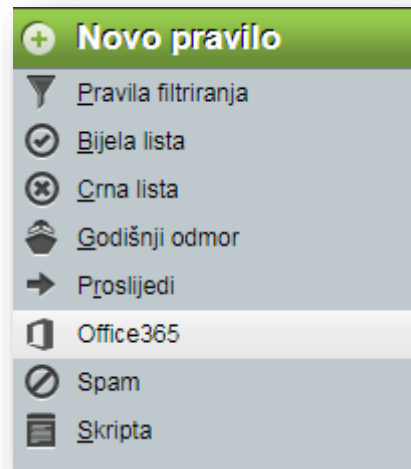 Novo pravilo
Pravila filtriranja
Bijela lista
Crna lista
Godišnji odmor
Proslijedi
Office365
Spam
Skripta